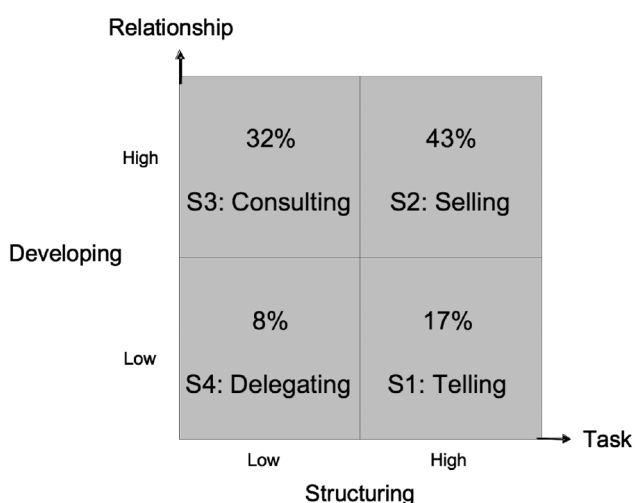 Relationship
32% 43%
High
S3: Consulting S2: Selling
Developing
8% 17%
Low
S4: Delegating S1: Telling
Task
Low High
Structuring